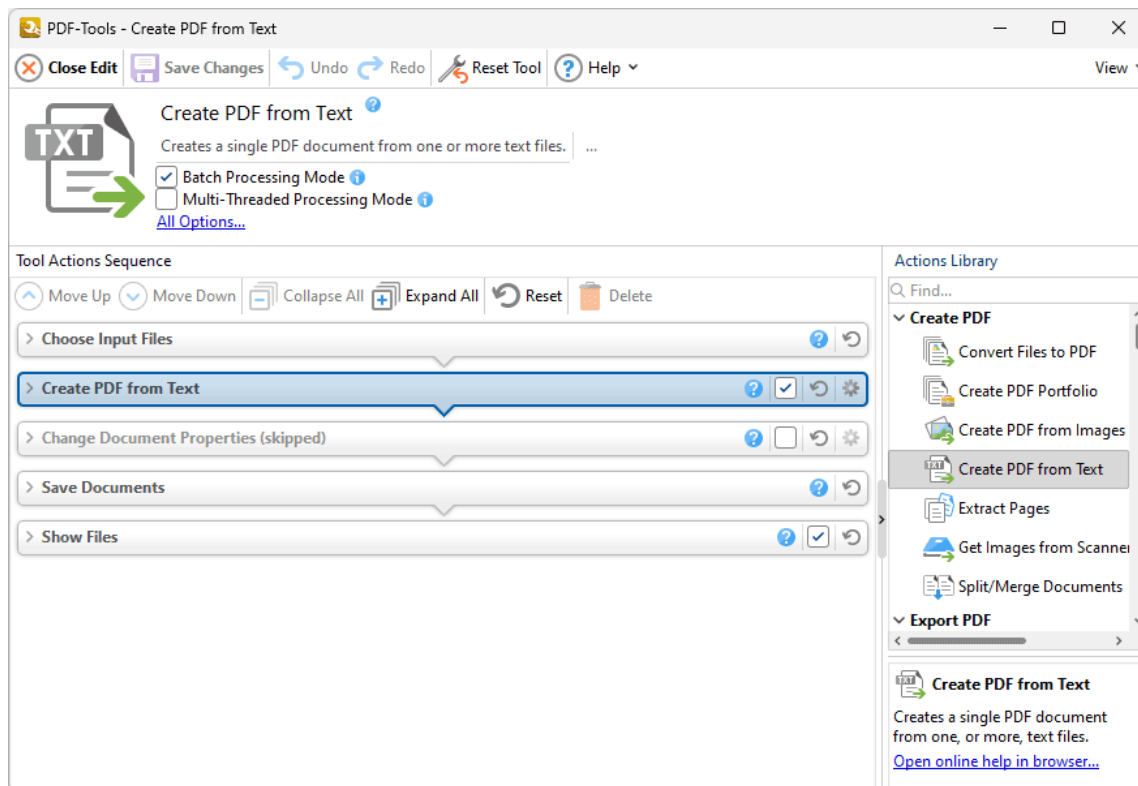 PDF-Tools - Create PDF from Text
Close Edit Save Changes Undo Redo Reset Tool ? Help View
TXT
Create PDF from Text ?
Creates a single PDF document from one or more text files. ...
Batch Processing Mode i
Multi-Threaded Processing Mode i
All Options...
Tool Actions Sequence
Move Up Move Down Collapse All Expand All Reset Delete
Choose Input Files ?
Create PDF from Text ?
Change Document Properties (skipped) ?
Save Documents ?
Show Files ?
Actions Library
Find...
Create PDF
Convert Files to PDF
Create PDF Portfolio
Create PDF from Images
TXT Create PDF from Text
Extract Pages
Get Images from Scanner
Split/Merge Documents
Export PDF
TXT Create PDF from Text
Creates a single PDF document
from one, or more, text files.
Open online help in browser...